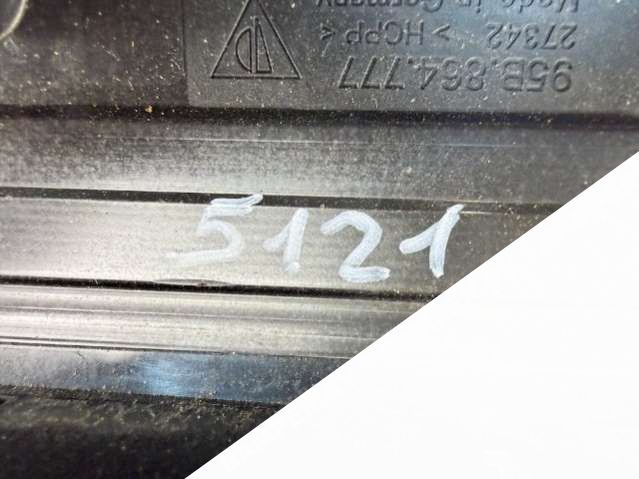 95B.864.777
27342 > HCPP <
Made in Germany
5121